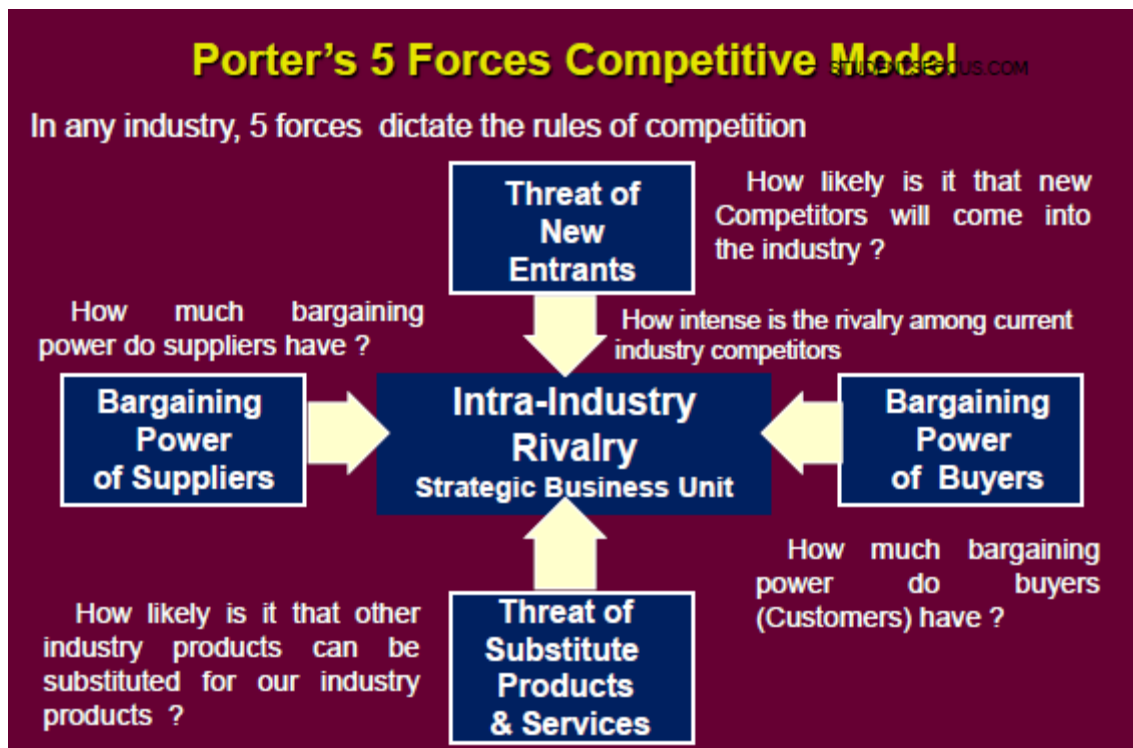 Porter's 5 Forces Competitive Model
STUDENTSFOCUS.COM
In any industry, 5 forces dictate the rules of competition
Threat of
New
Entrants
How likely is it that new
Competitors will come into
the industry ?
How much bargaining
power do suppliers have ?
How intense is the rivalry among current
industry competitors
Bargaining
Power
of Suppliers
Intra-Industry
Rivalry
Strategic Business Unit
Bargaining
Power
of Buyers
How much bargaining
power do buyers
(Customers) have ?
How likely is it that other
industry products can be
substituted for our industry
products ?
Threat of
Substitute
Products
& Services